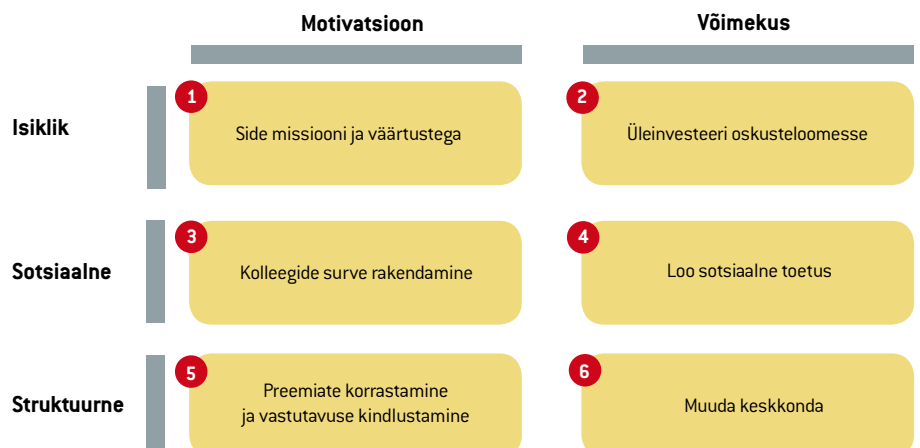 Motivatsioon
Võimekus
Isiklik
1
Side missiooni ja väärtustega
2
Üleinvesteeri oskusteloomesse
Sotsiaalne
3
Kolleegide surve rakendamine
4
Loo sotsiaalne toetus
Struktuurne
5
Preemiate korrastamine
ja vastutavuse kindlustamine
6
Muuda keskkonda